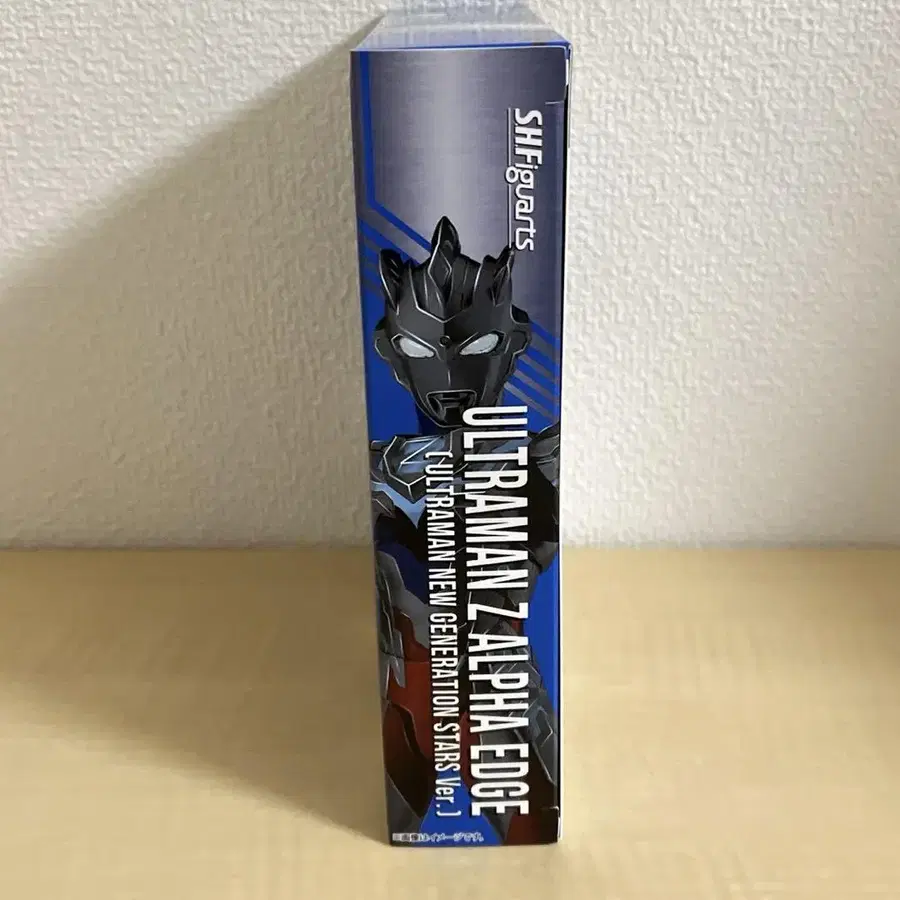 S.H.Figuarts
ULTRAMAN Z ALPHA EDGE
(ULTRAMAN NEW GENERATION STARS Ver.)
※画像はイメージです。